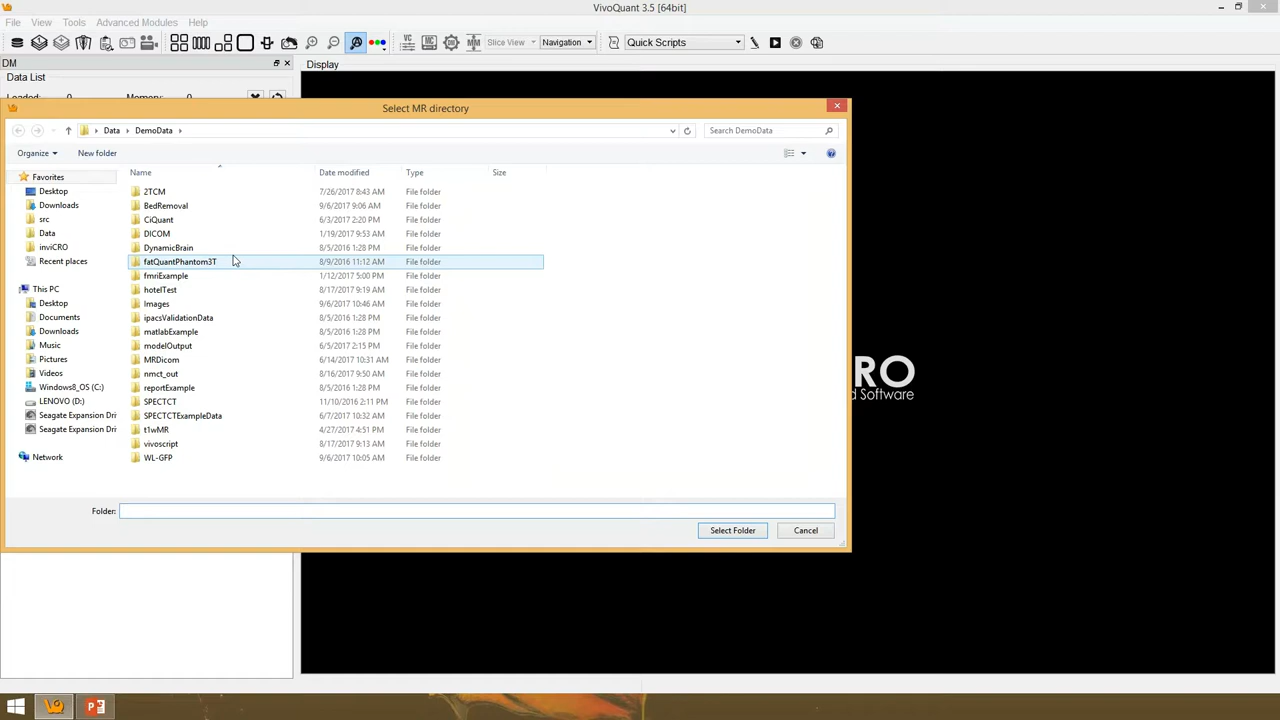 VivoQuant 3.5 [64bit]
File View Tools Advanced Modules Help
Slice View Navigation Quick Scripts
DM
Display
Data List
Loaded: 0 Memory: 0
Select MR directory
Data DemoData
Search DemoData
Organize New folder
Name Date modified Type Size
Favorites
Desktop
Downloads
src
Data
inviCRO
Recent places
This PC
Desktop
Documents
Downloads
Music
Pictures
Videos
Windows8_OS (C:)
LENOVO (D:)
Seagate Expansion Dri
Seagate Expansion Dri
Network
2TCM 7/26/2017 8:43 AM File folder
BedRemoval 9/6/2017 9:06 AM File folder
CiQuant 6/3/2017 2:20 PM File folder
DICOM 1/19/2017 9:53 AM File folder
DynamicBrain 8/5/2016 1:28 PM File folder
fatQuantPhantom3T 8/9/2016 11:12 AM File folder
fmriExample 1/12/2017 5:00 PM File folder
hotelTest 8/17/2017 9:19 AM File folder
Images 9/6/2017 10:46 AM File folder
ipacsValidationData 8/5/2016 1:28 PM File folder
matlabExample 8/5/2016 1:28 PM File folder
modelOutput 6/5/2017 2:15 PM File folder
MRDicom 6/14/2017 10:31 AM File folder
nmct_out 8/16/2017 9:50 AM File folder
reportExample 8/5/2016 1:28 PM File folder
SPECTCT 11/10/2016 2:11 PM File folder
SPECTCTExampleData 6/7/2017 10:32 AM File folder
t1wMR 4/27/2017 4:51 PM File folder
vivoscript 8/17/2017 9:13 AM File folder
WL-GFP 9/6/2017 10:05 AM File folder
Folder:
Select Folder Cancel
RO
d Software